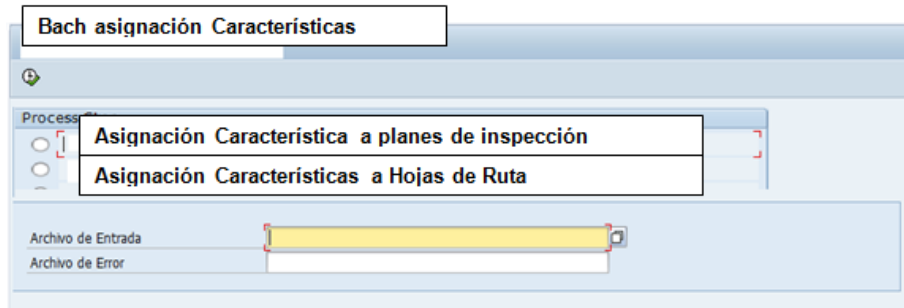 Bach asignación Características
Process
Asignación Característica a planes de inspección
Asignación Características a Hojas de Ruta
Archivo de Entrada
Archivo de Error